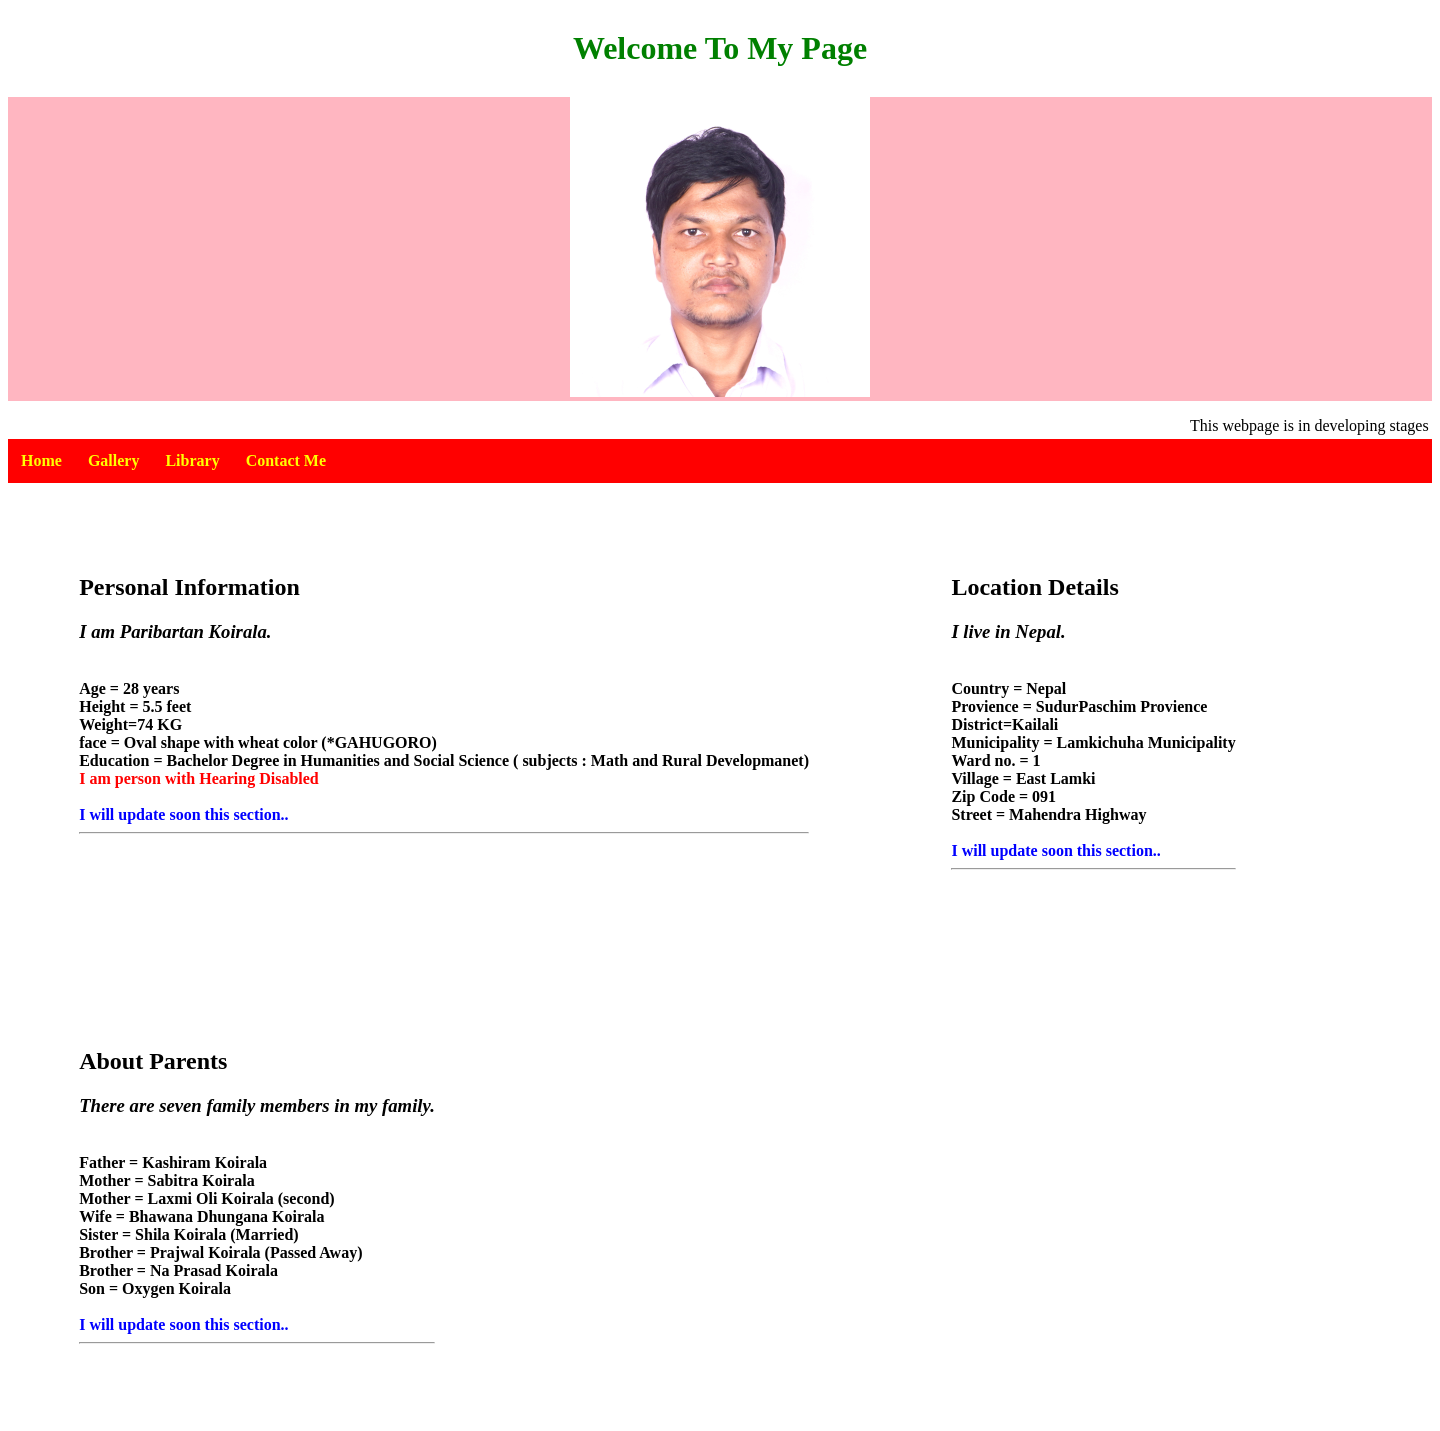 Welcome To My Page
This webpage is in developing stages
Home Gallery Library Contact Me
Personal Information
I am Paribartan Koirala.
Age = 28 years
Height = 5.5 feet
Weight=74 KG
face = Oval shape with wheat color (*GAHUGORO)
Education = Bachelor Degree in Humanities and Social Science ( subjects : Math and Rural Developmanet)
I am person with Hearing Disabled
I will update soon this section..
Location Details
I live in Nepal.
Country = Nepal
Provience = SudurPaschim Provience
District=Kailali
Municipality = Lamkichuha Municipality
Ward no. = 1
Village = East Lamki
Zip Code = 091
Street = Mahendra Highway
I will update soon this section..
About Parents
There are seven family members in my family.
Father = Kashiram Koirala
Mother = Sabitra Koirala
Mother = Laxmi Oli Koirala (second)
Wife = Bhawana Dhungana Koirala
Sister = Shila Koirala (Married)
Brother = Prajwal Koirala (Passed Away)
Brother = Na Prasad Koirala
Son = Oxygen Koirala
I will update soon this section..